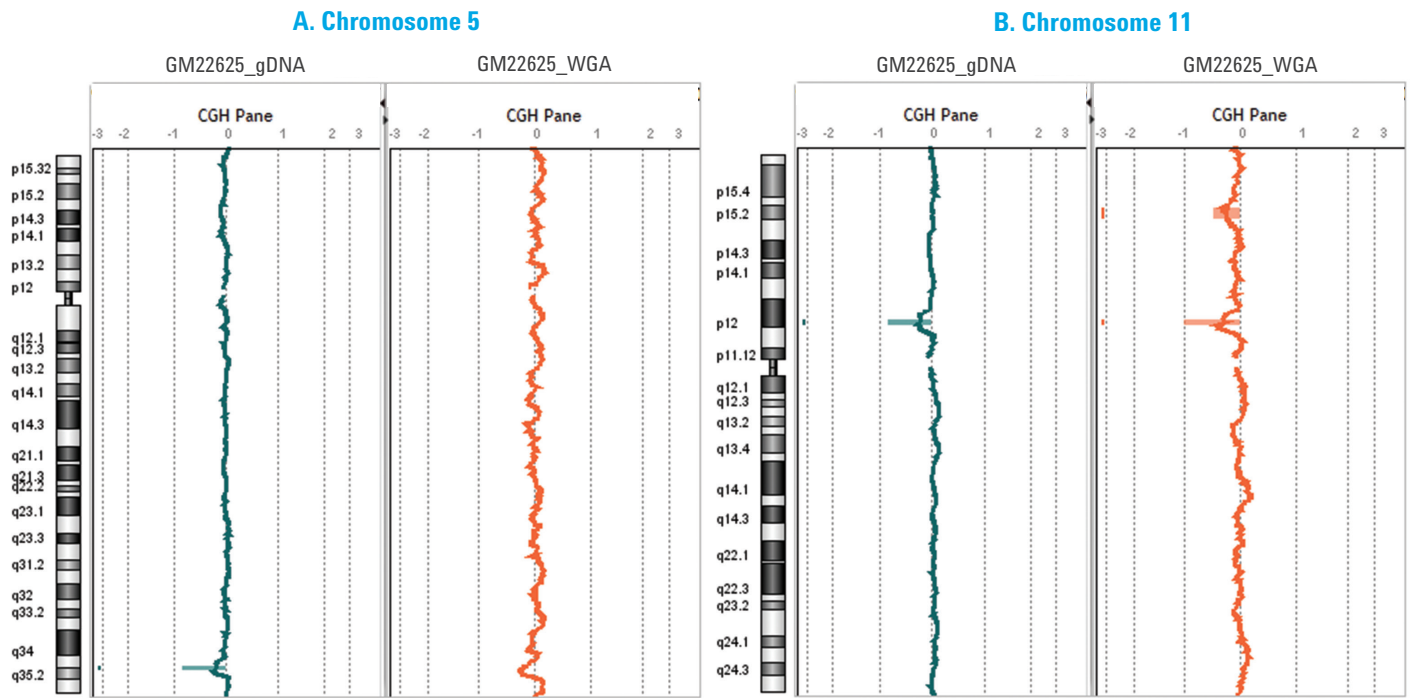 A. Chromosome 5
GM22625_gDNA GM22625_WGA
CGH Pane CGH Pane
-3 -2 -1 0 1 2 3 -3 -2 -1 0 1 2 3
p15.32
p15.2
p14.3
p14.1
p13.2
p12
q12.1
q12.3
q13.2
q14.1
q14.3
q21.1
q21.3
q22.2
q23.1
q23.3
q31.2
q32
q33.2
q34
q35.2
B. Chromosome 11
GM22625_gDNA GM22625_WGA
CGH Pane CGH Pane
-3 -2 -1 0 1 2 3 -3 -2 -1 0 1 2 3
p15.4
p15.2
p14.3
p14.1
p12
p11.12
q12.1
q12.3
q13.2
q13.4
q14.1
q14.3
q22.1
q22.3
q23.2
q24.1
q24.3